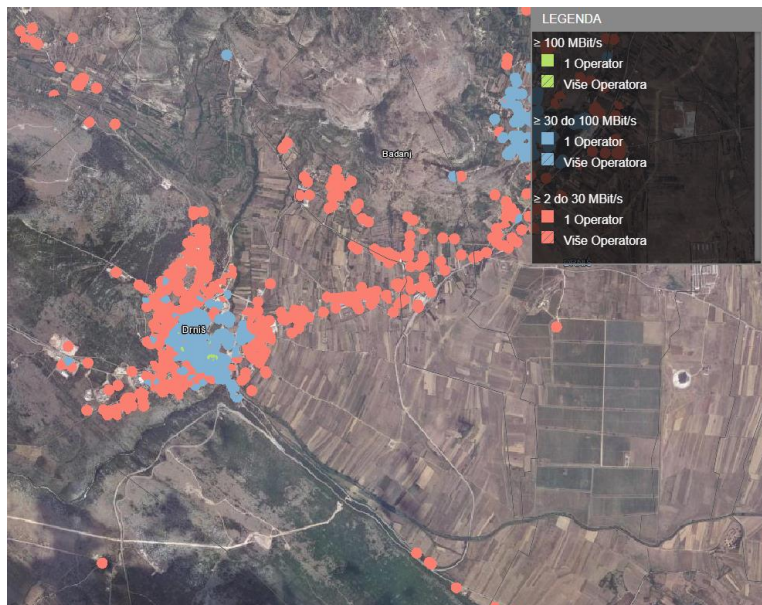 LEGENDA
≥ 100 MBit/s
1 Operator
Više Operatora
≥ 30 do 100 MBit/s
1 Operator
Više Operatora
≥ 2 do 30 MBit/s
1 Operator
Više Operatora
Badanj
Drniš